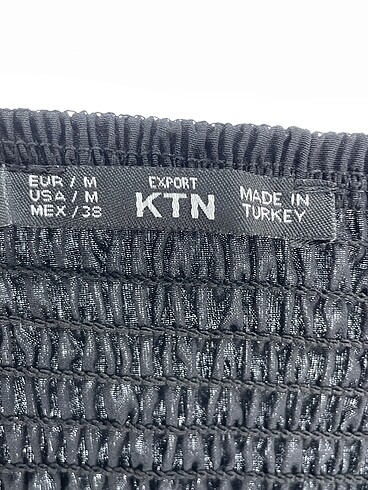 EUR / M
USA / M
MEX / 38
EXPORT
KTN
MADE IN
TURKEY